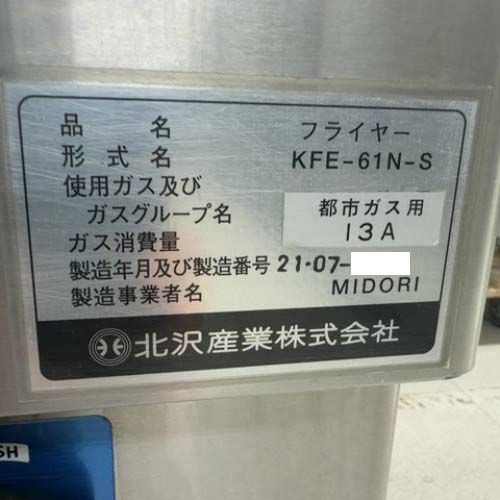 品名 フライヤー
形式名 KFE-61N-S
使用ガス及び
ガスグループ名 都市ガス用
13A
ガス消費量
製造年月及び製造番号 21・07-
製造事業者名 MIDORI
北沢産業株式会社
SH